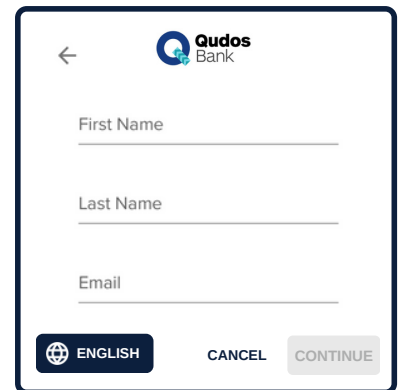 Qudos
Bank
First Name
Last Name
Email
ENGLISH
CANCEL
CONTINUE